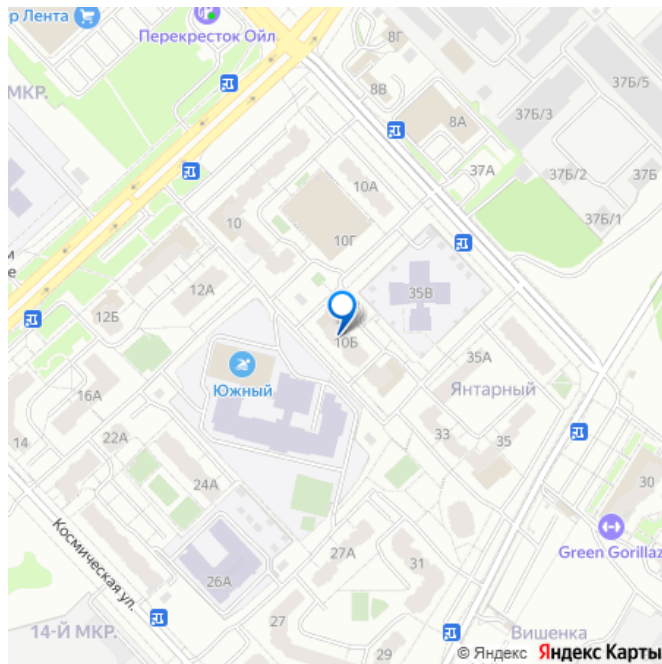 р Лента
Перекресток Ойл
8Г
37Б/5
8В
МКР.
37Б/3
8А
37А
37Б/2
37Б
10А
10
37Б/1
10Г
м
е
12А
35В
12Б
10Б
35А
Южный
Янтарный
16А
14
22А
33
35
24А
30
Космическая ул.
Green Gorillaz
27А
31
26А
27
14-Й МКР.
29
Вишенка
© Яндекс Яндекс Карты